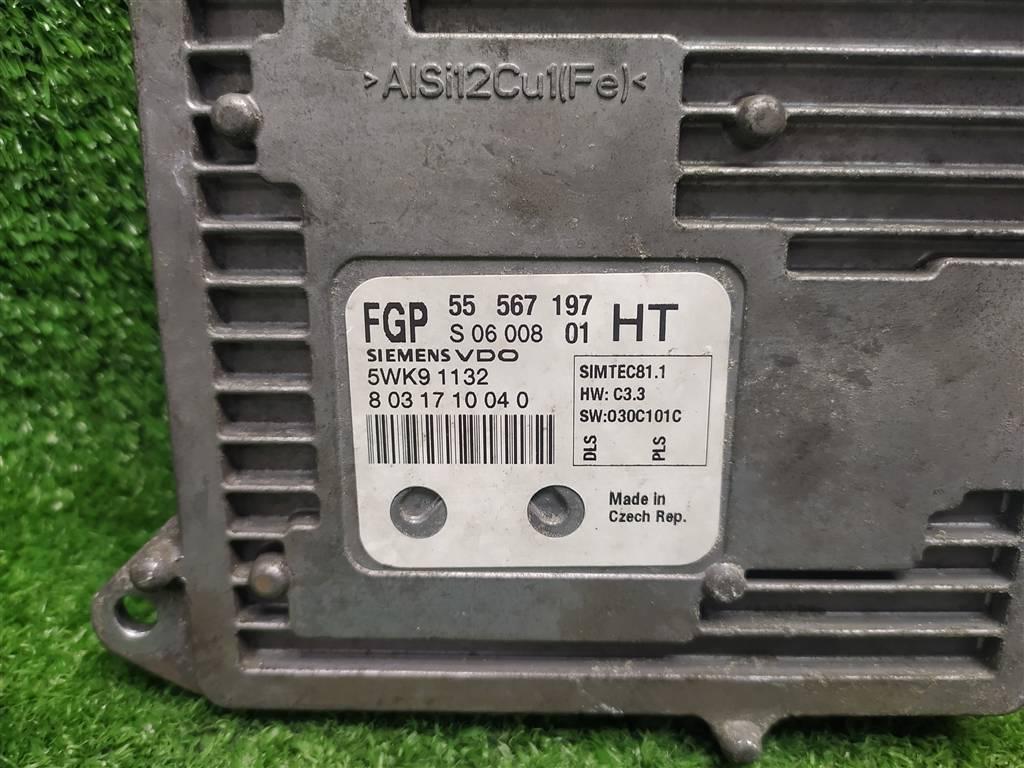 >AlSi12Cu1(Fe)<
FGP 55 567 197 HT
S 06 008 01
SIEMENS VDO
5WK9 1132
8 03 17 10 04 0
SIMTEC81.1
HW: C3.3
SW:030C101C
DLS PLS
Made in
Czech Rep.